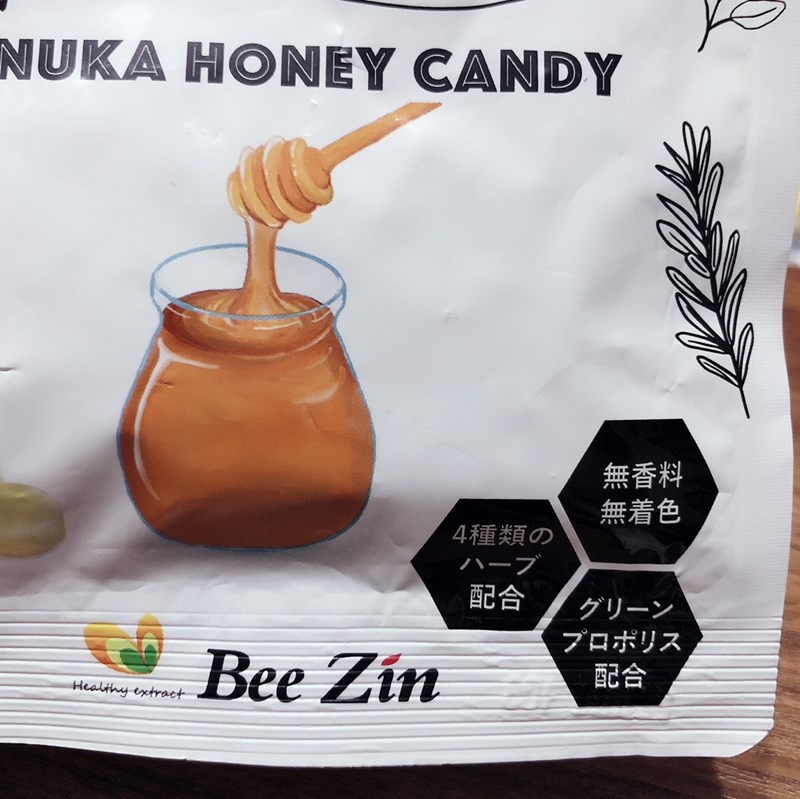 NUKA HONEY CANDY
無香料
無着色
4種類の
ハーブ
配合
グリーン
プロポリス
配合
Healthy extract
Bee Zin